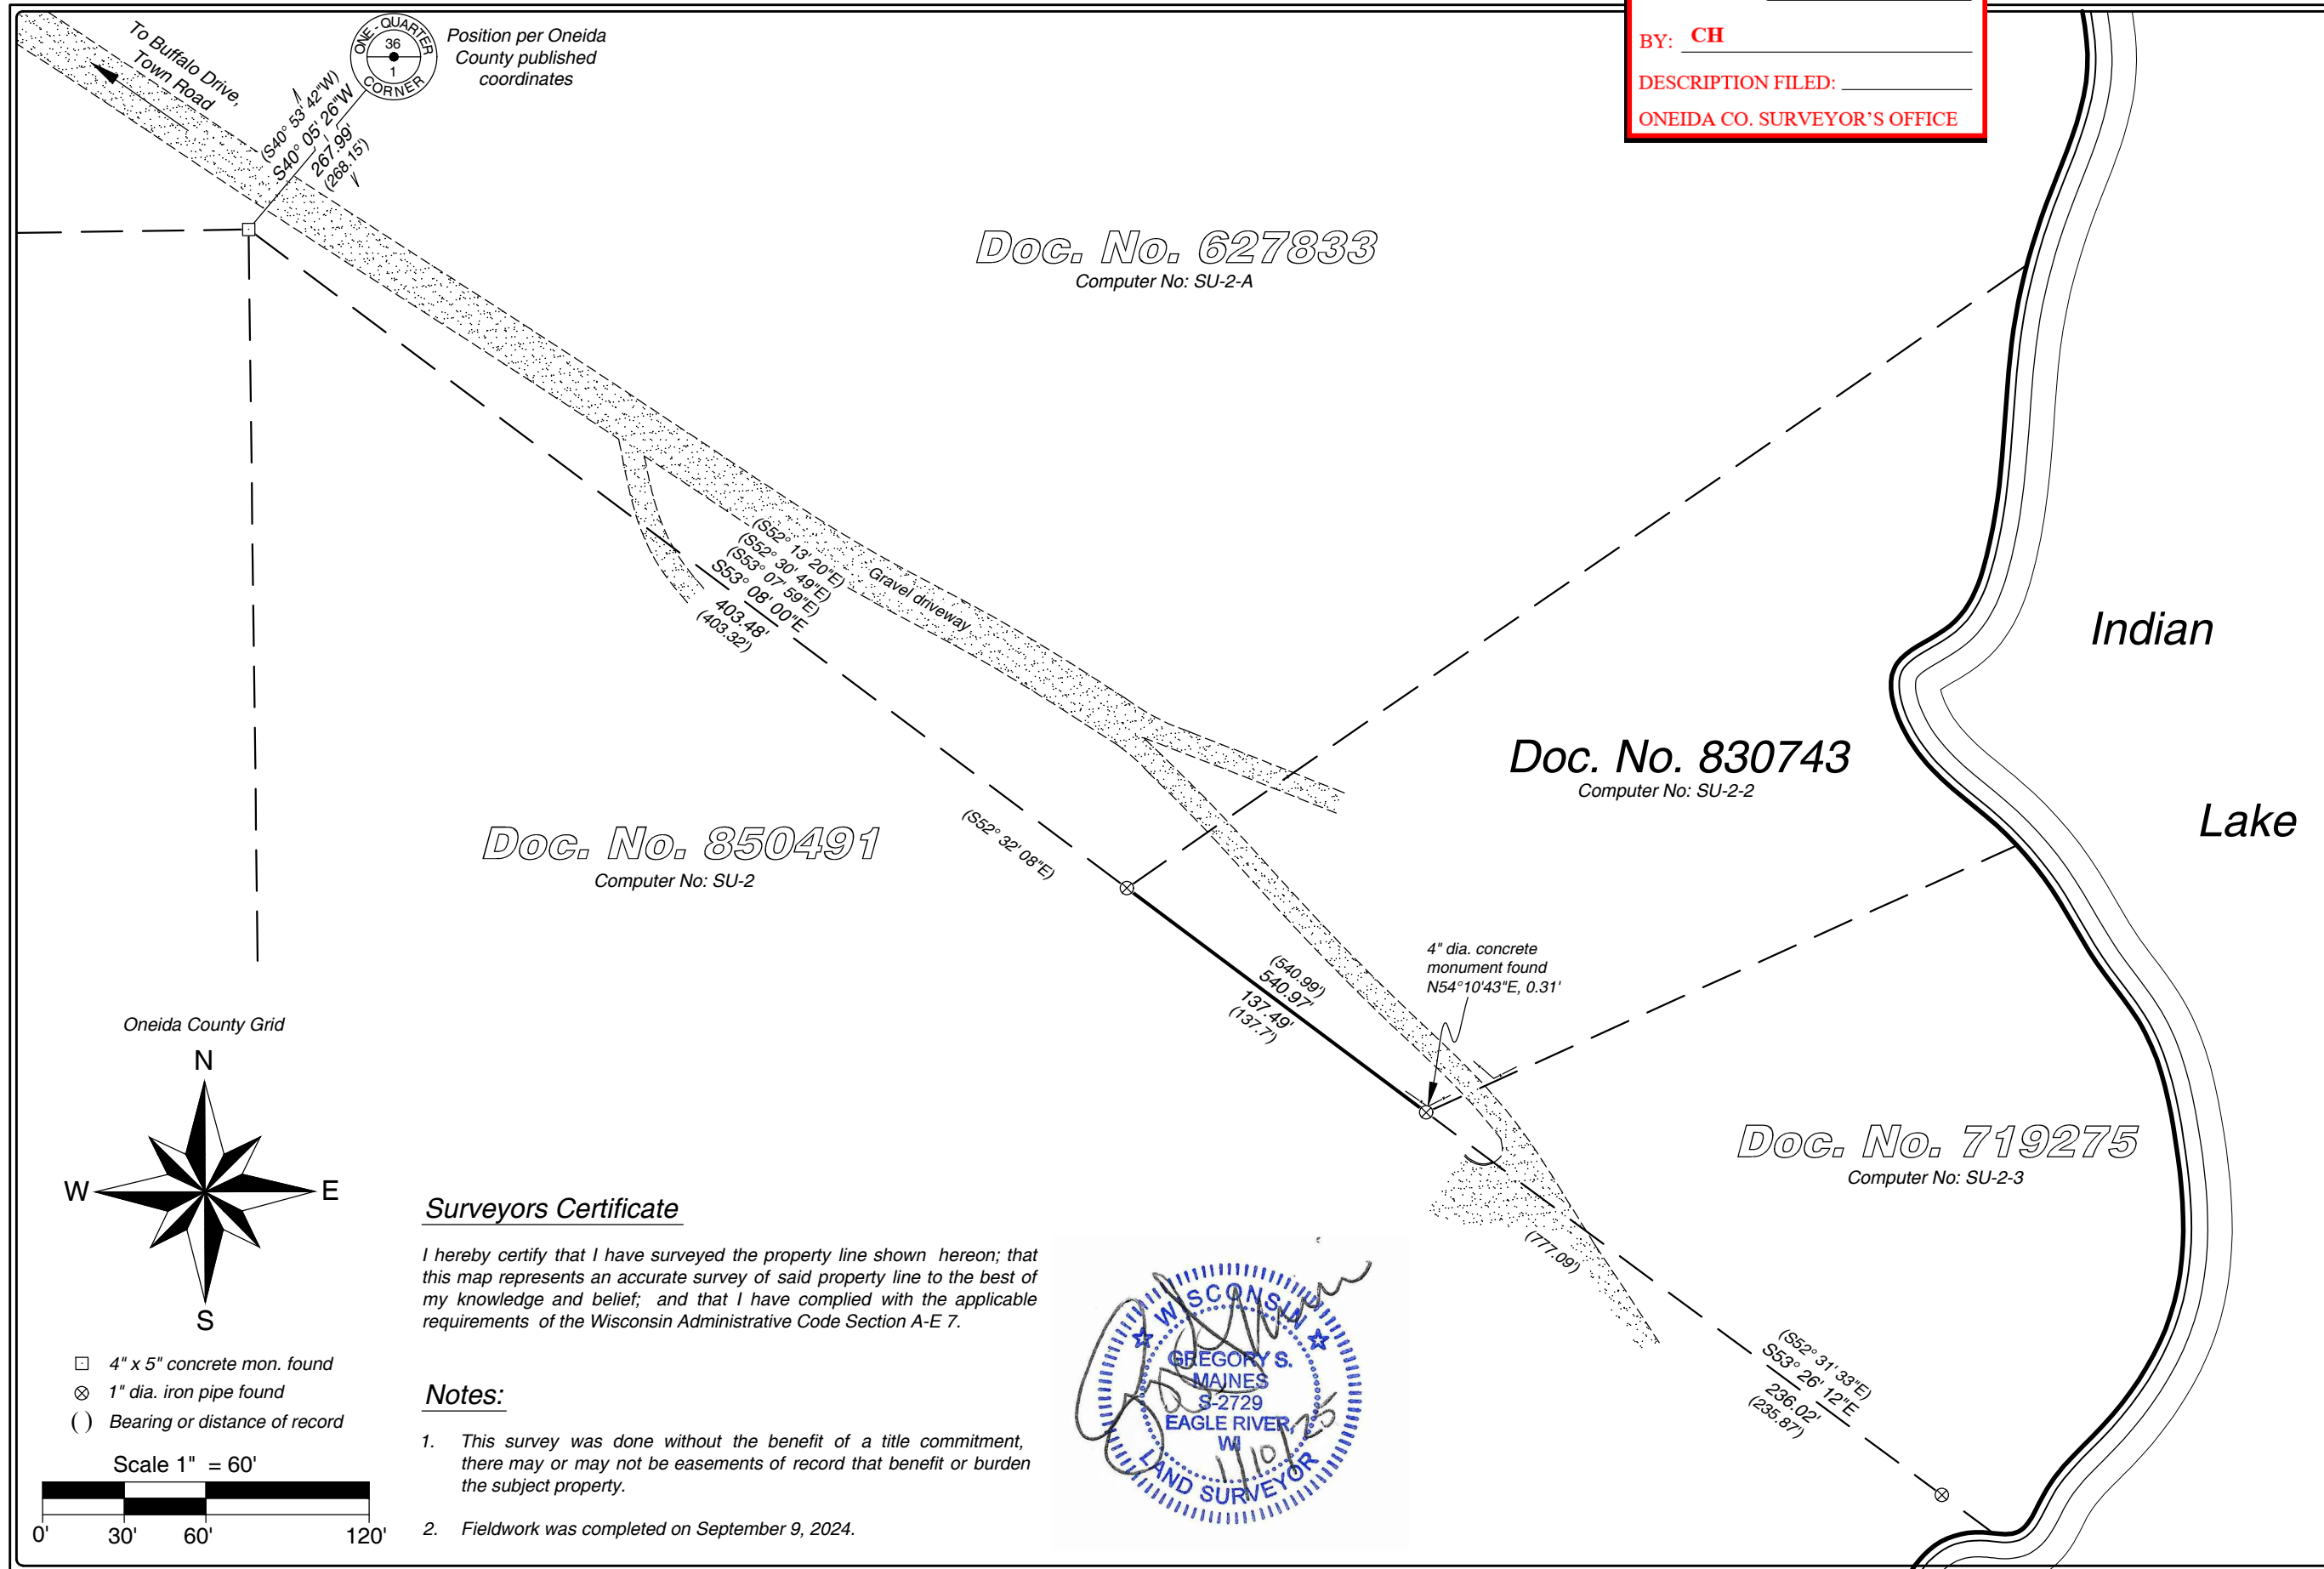 BY: CH
DESCRIPTION FILED:
ONEIDA CO. SURVEYOR'S OFFICE
To Buffalo Drive,
Town Road
ONE - QUARTER
36
1
CORNER
Position per Oneida
County published
coordinates
(S40° 53' 42"W)
S40° 05' 26"W
267.99'
(268.15')
Doc. No. 627833
Computer No: SU-2-A
(S52° 13' 20"E)
(S52° 30' 49"E)
(S53° 07' 59"E)
S53° 08' 00"E
403.48'
(403.32')
Gravel driveway
Indian
Lake
Doc. No. 830743
Computer No: SU-2-2
(S52° 32' 08"E)
Doc. No. 850491
Computer No: SU-2
4" dia. concrete
monument found
N54°10'43"E, 0.31'
(540.99')
540.97'
137.49'
(137.7')
Doc. No. 719275
Computer No: SU-2-3
(777.09')
(S52° 31' 33"E)
S53° 26' 12"E
236.02'
(235.87')
Oneida County Grid
N
W
E
S
4" x 5" concrete mon. found
1" dia. iron pipe found
( ) Bearing or distance of record
Scale 1" = 60'
0' 30' 60' 120'
Surveyors Certificate
I hereby certify that I have surveyed the property line shown hereon; that
this map represents an accurate survey of said property line to the best of
my knowledge and belief; and that I have complied with the applicable
requirements of the Wisconsin Administrative Code Section A-E 7.
Notes:
1. This survey was done without the benefit of a title commitment,
there may or may not be easements of record that benefit or burden
the subject property.
2. Fieldwork was completed on September 9, 2024.
WISCONSIN
GREGORY S.
MAINES
S-2729
EAGLE RIVER,
WI
LAND SURVEYOR
1/10/25